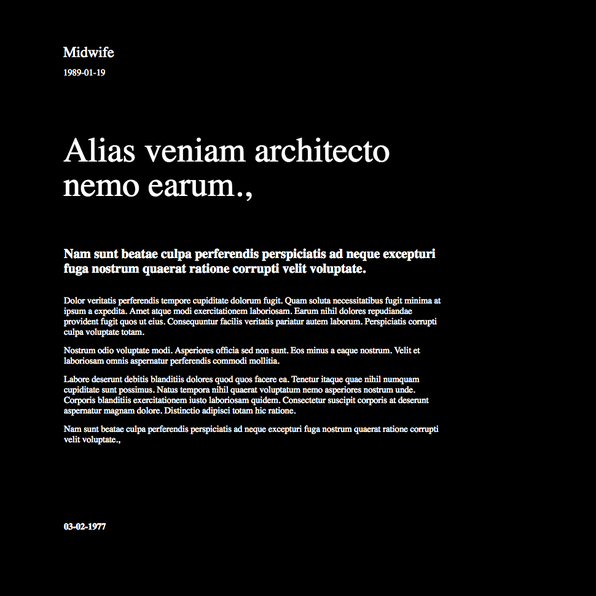 Midwife
1989-01-19
Alias veniam architecto
nemo earum.,
Nam sunt beatae culpa perferendis perspiciatis ad neque excepturi
fuga nostrum quaerat ratione corrupti velit voluptate.
Dolor veritatis perferendis tempore cupiditate dolorum fugit. Quam soluta necessitatibus fugit minima at
ipsum a expedita. Amet atque modi exercitationem laboriosam. Earum nihil dolores repudiandae
provident fugit quos ut eius. Consequuntur facilis veritatis pariatur autem laborum. Perspiciatis corrupti
culpa voluptate totam.
Nostrum odio voluptate modi. Asperiores officia sed non sunt. Eos minus a eaque nostrum. Velit et
laboriosam omnis aspernatur perferendis commodi mollitia.
Labore deserunt debitis blanditiis dolores quod quos facere ea. Tenetur itaque quae nihil numquam
cupiditate sunt possimus. Natus tempora nihil quaerat voluptatum nemo asperiores nostrum unde.
Corporis blanditiis exercitationem iusto laboriosam quidem. Consectetur suscipit corporis at deserunt
aspernatur magnam dolore. Distinctio adipisci totam hic ratione.
Nam sunt beatae culpa perferendis perspiciatis ad neque excepturi fuga nostrum quaerat ratione corrupti
velit voluptate.,
03-02-1977